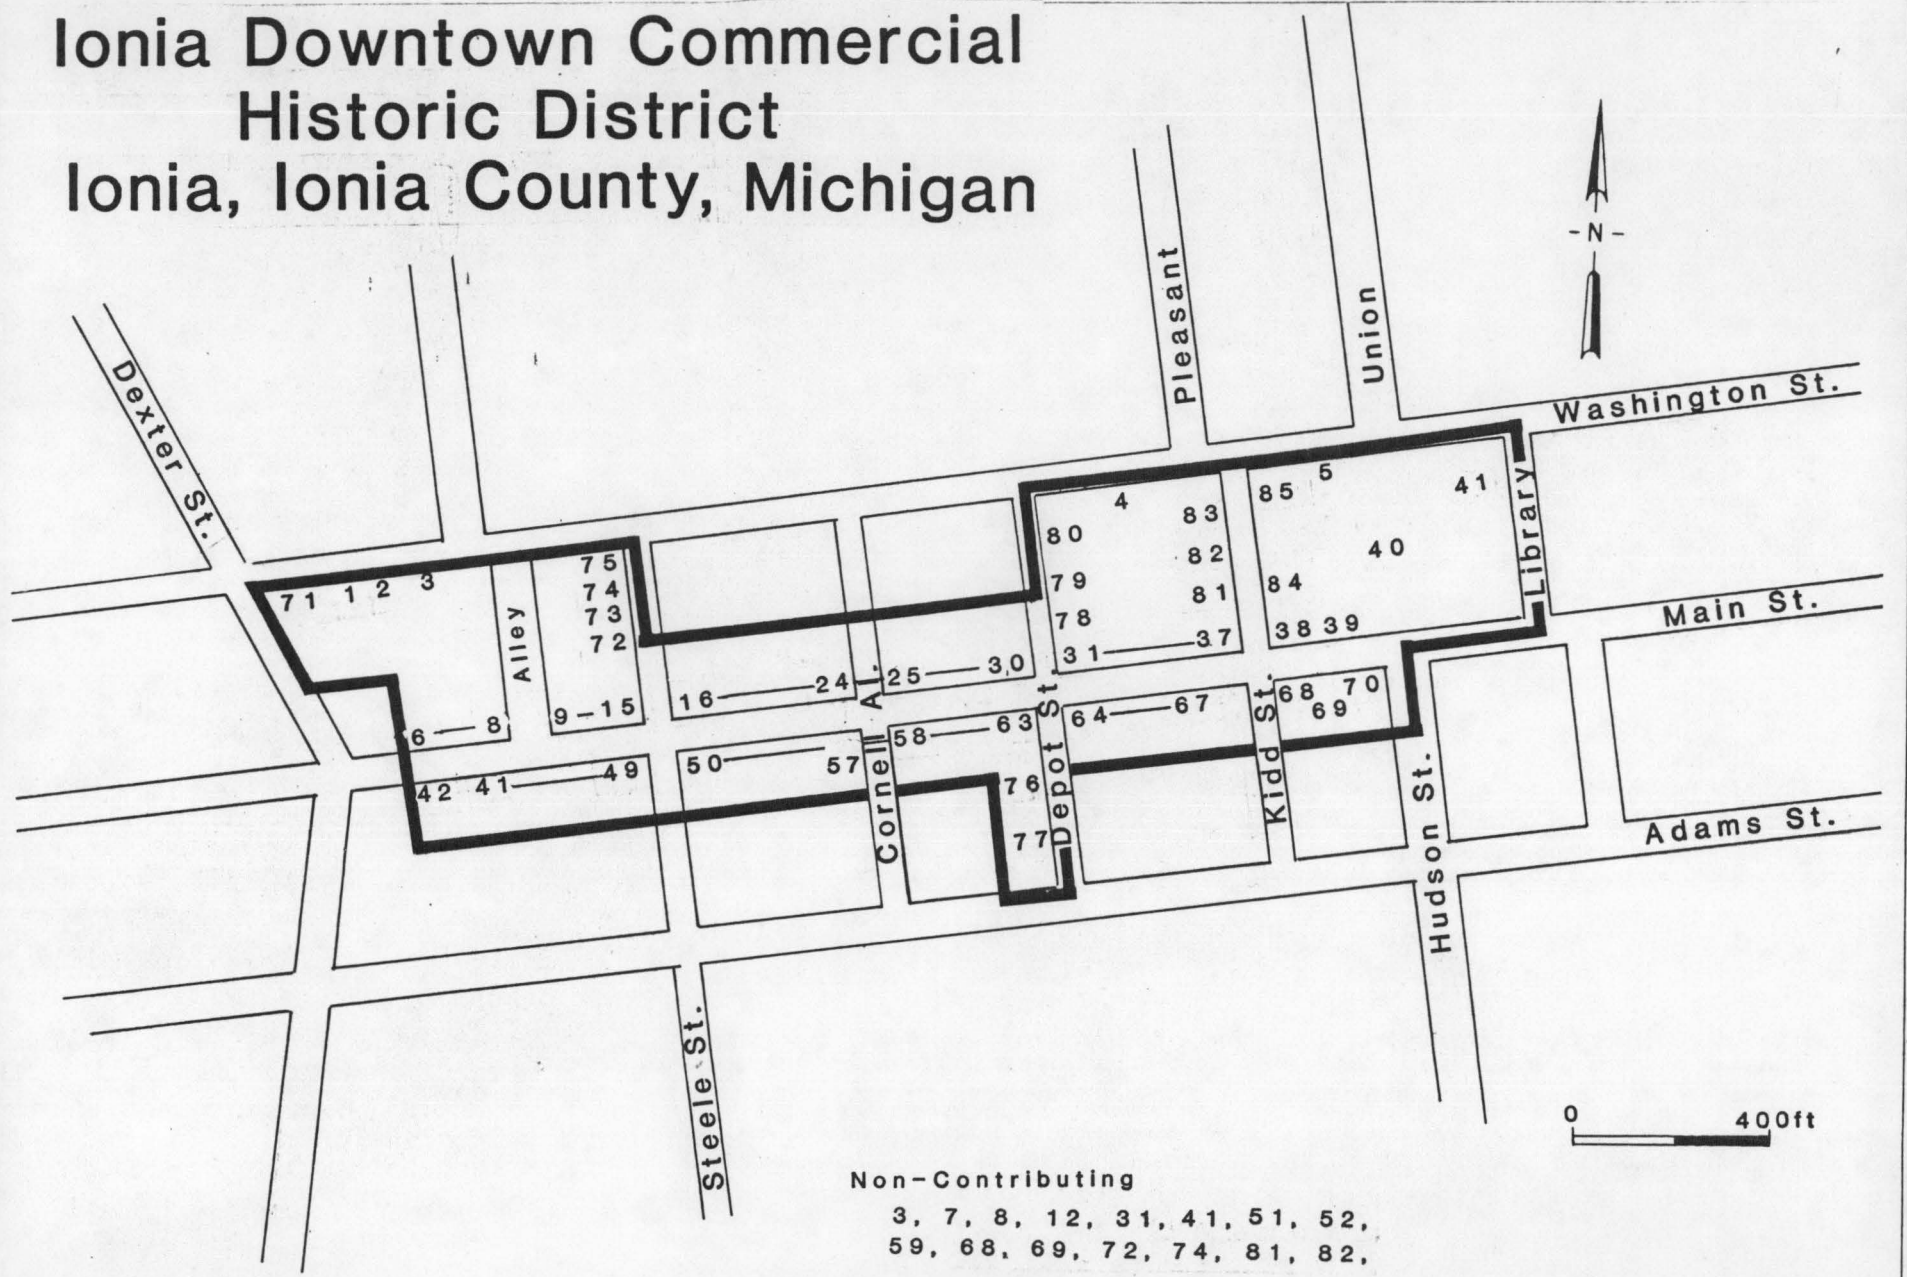 Ionia Downtown Commercial
Historic District
Ionia, Ionia County, Michigan
Dexter St.
Pleasant
Union
- N -
Washington St.
Library
Main St.
Adams St.
Alley
Cornell Al.
Depot St.
Kidd St.
Hudson St.
Steele St.
71 1 2 3
75
74
73
72
6 — 8
9 – 15
16 — 24
25 — 30
80
79
78
4
83
82
81
31 — 37
85
5
41
40
84
38 39
42 41 — 49
50 — 57
58 — 63
76
77
64 — 67
68
69
70
0 400ft
Non-Contributing
3, 7, 8, 12, 31, 41, 51, 52,
59, 68, 69, 72, 74, 81, 82,